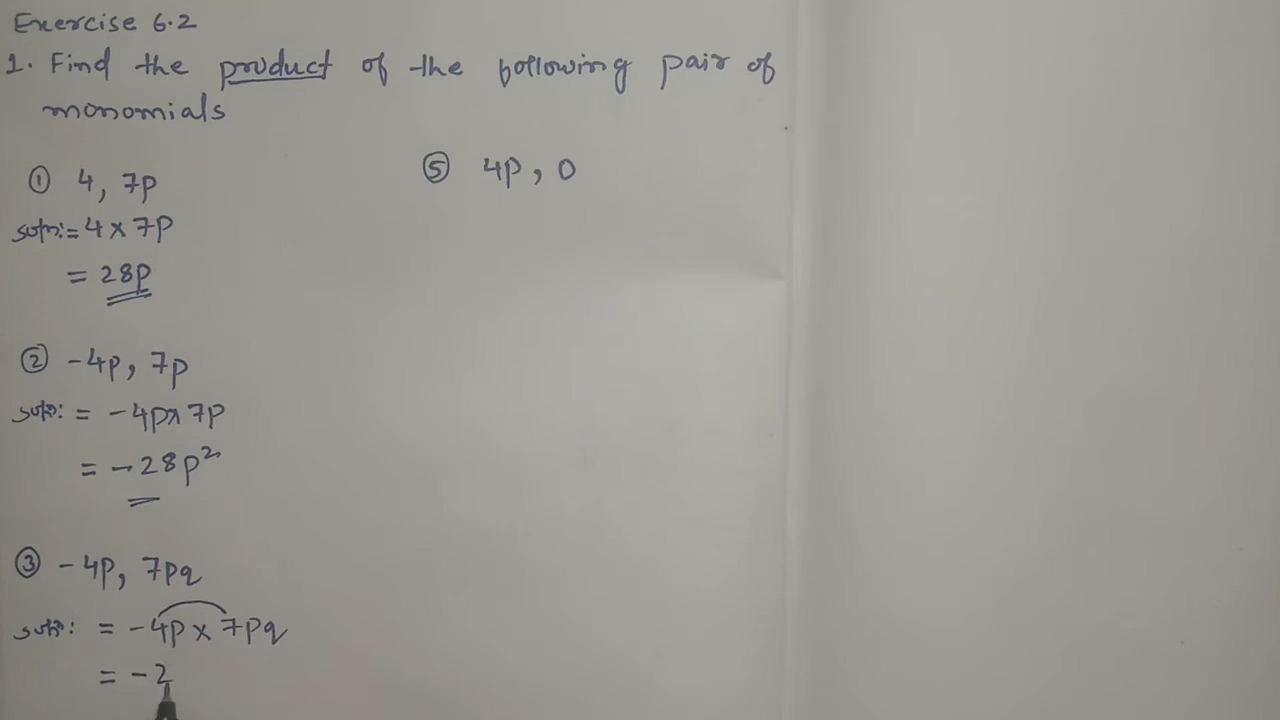 Exercise 6.2
1. Find the product of the following pair of
monomials
① 4, 7p
soln: = 4 × 7p
= 28p
② -4p, 7p
soln: = -4p × 7p
= -28p²
③ -4p, 7pq
soln: = -4p × 7pq
= -2
⑤ 4p, 0